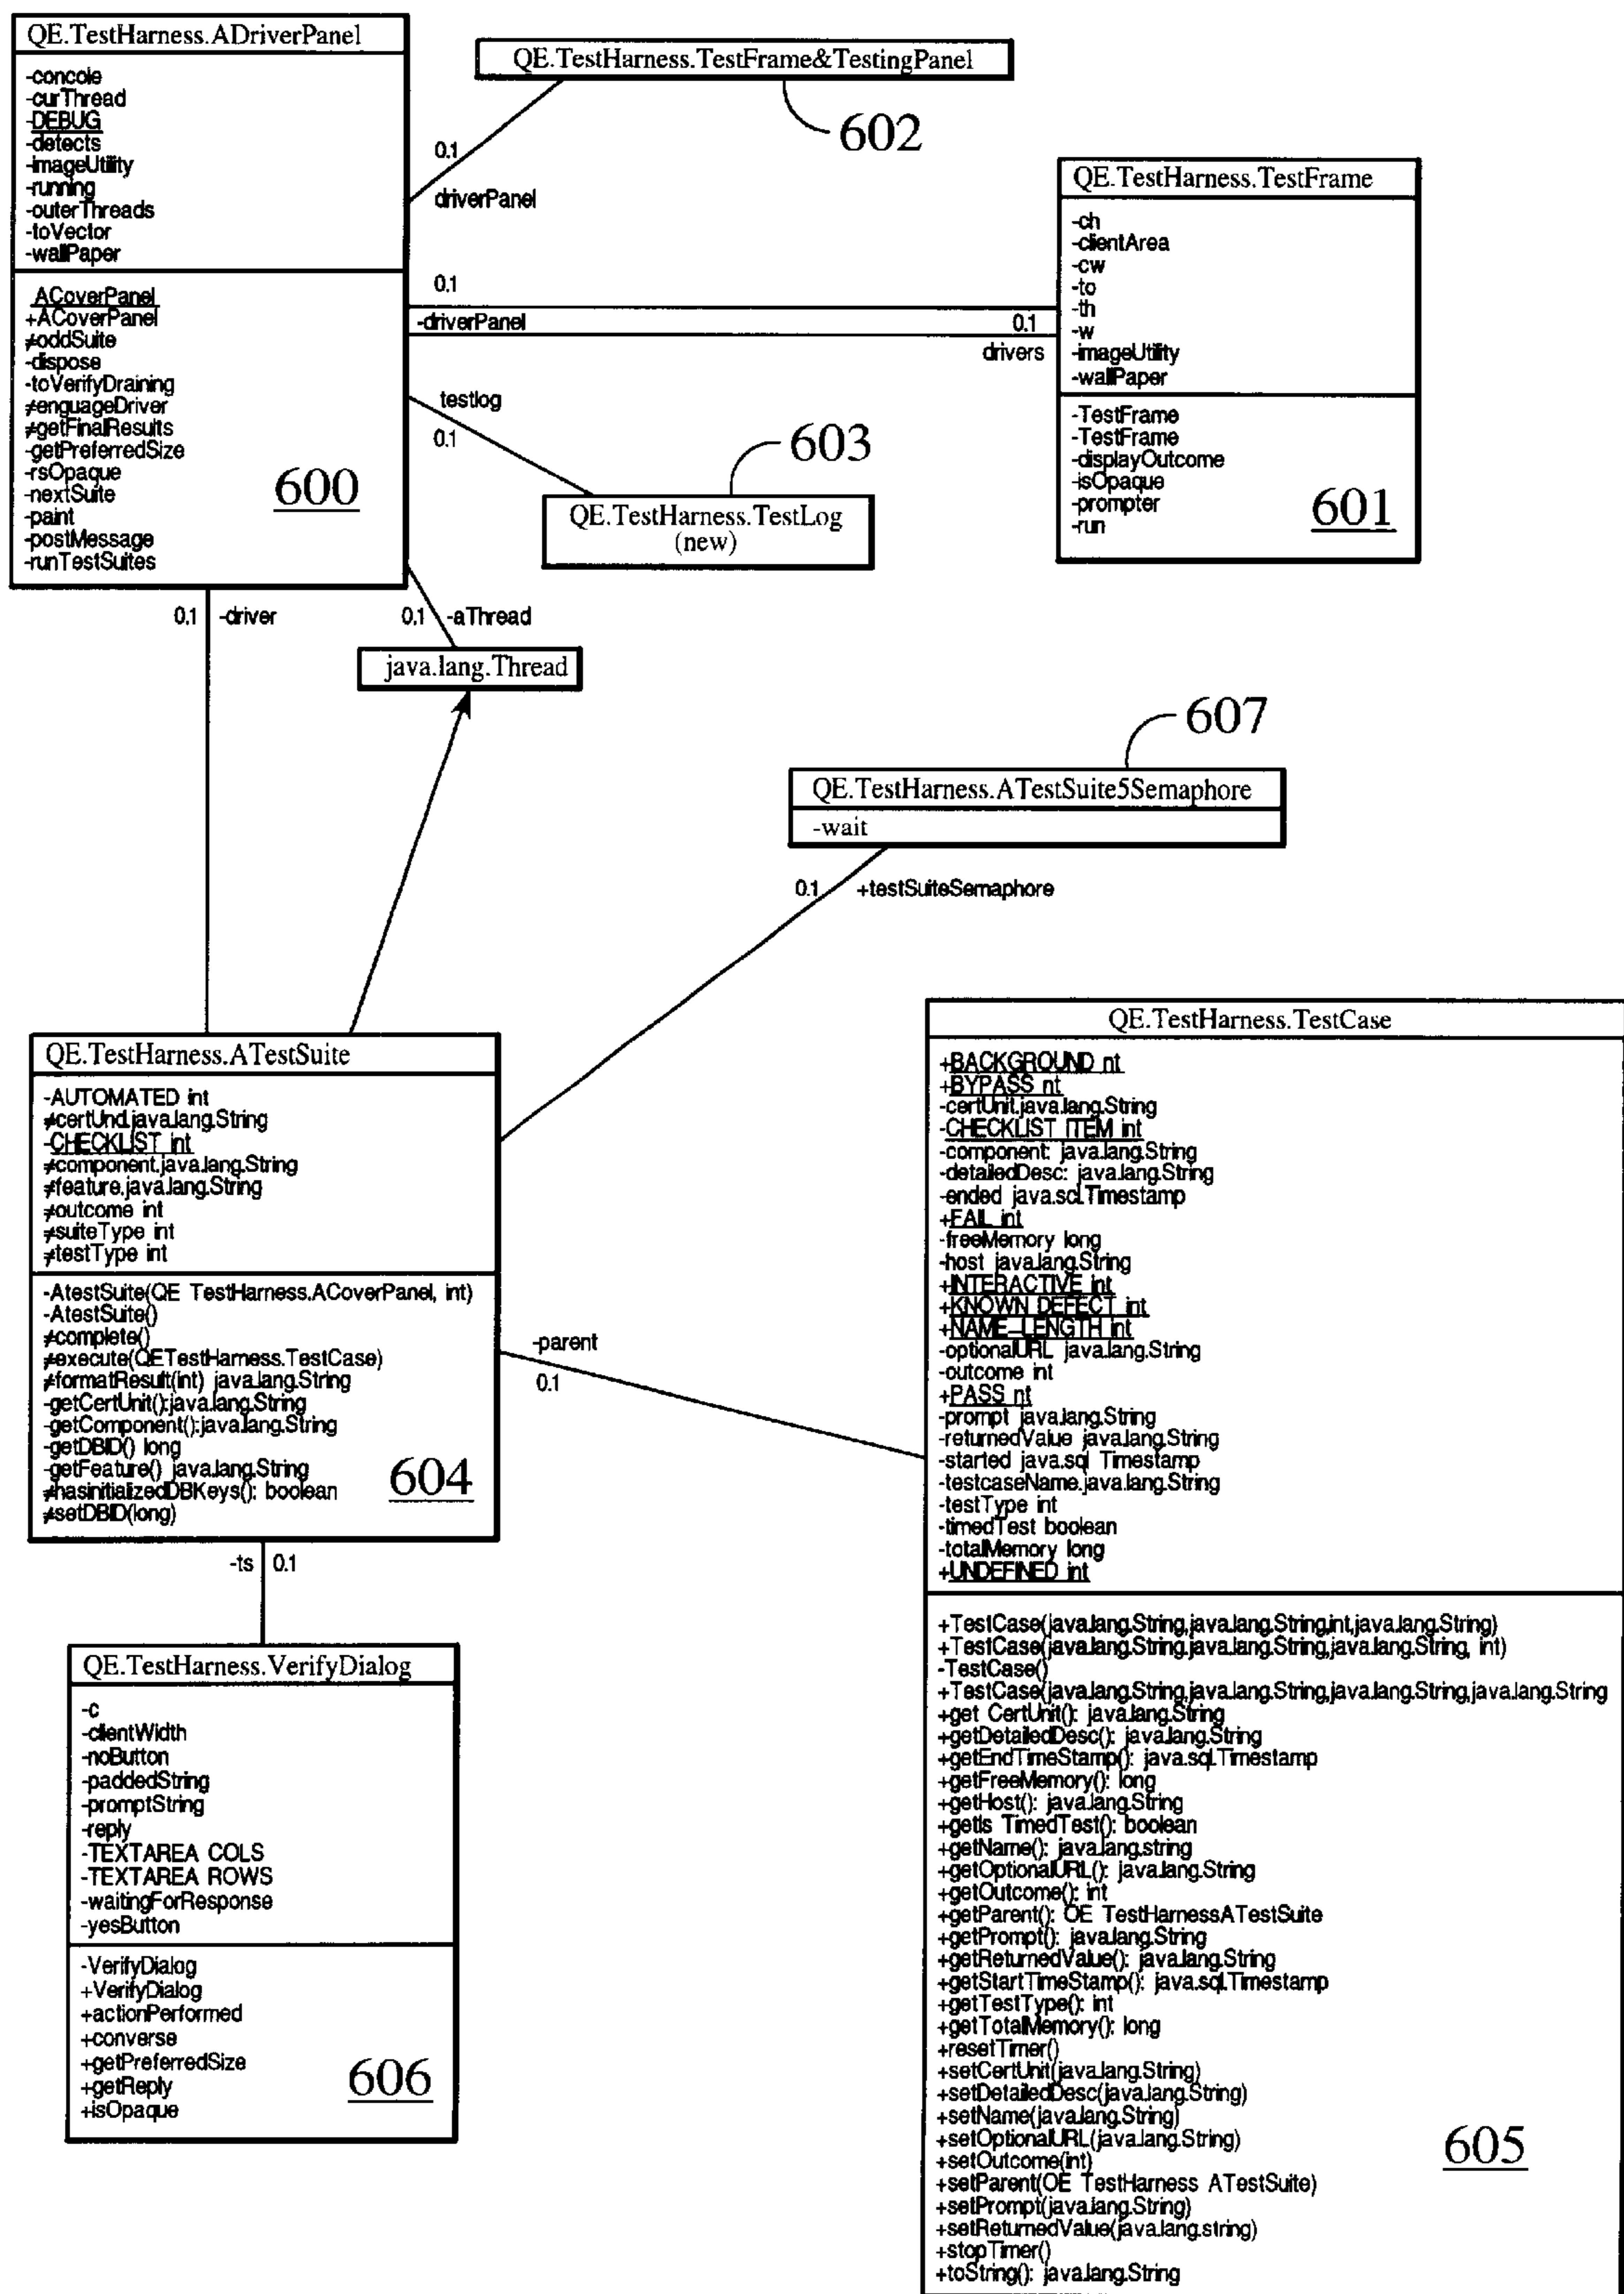 QE.TestHarness.ADriverPanel
-concole
-curThread
-DEBUG
-detects
-imageUtility
-running
-outerThreads
-toVector
-wallPaper
ACoverPanel
+ACoverPanel
≠oddSuite
-dispose
-toVerifyDraining
≠enguageDriver
≠getFinalResults
-getPreferredSize
-rsOpaque
-nextSuite
-paint
-postMessage
-runTestSuites
600
QE.TestHarness.TestFrame&TestingPanel
602
0.1
driverPanel
QE.TestHarness.TestFrame
-ch
-clientArea
-cw
-to
-th
-w
-imageUtility
-wallPaper
-TestFrame
-TestFrame
-displayOutcome
-isOpaque
-prompter
-run
601
0.1
-driverPanel
0.1
drivers
testlog
0.1
603
QE.TestHarness.TestLog
(new)
0.1 -driver
0.1 -aThread
java.lang.Thread
607
QE.TestHarness.ATestSuite5Semaphore
-wait
0.1 +testSuiteSemaphore
QE.TestHarness.ATestSuite
-AUTOMATED int
≠certUnd.java.lang.String
-CHECKLIST int
≠component.java.lang.String
≠feature.java.lang.String
≠outcome int
≠suiteType int
≠testType int
-AtestSuite(QE TestHarness.ACoverPanel, int)
-AtestSuite()
≠complete()
≠execute(QETestHarness.TestCase)
≠formatResult(int) java.lang.String
-getCertUnit():java.lang.String
-getComponent():java.lang.String
-getDBID() long
-getFeature() java.lang.String
≠hasinitializedDBKeys(): boolean
≠setDBID(long)
604
-parent
0.1
-ts 0.1
QE.TestHarness.VerifyDialog
-c
-clientWidth
-noButton
-paddedString
-promptString
-reply
-TEXTAREA COLS
-TEXTAREA ROWS
-waitingForResponse
-yesButton
-VerifyDialog
+VerifyDialog
+actionPerformed
+converse
+getPreferredSize
+getReply
+isOpaque
606
QE.TestHarness.TestCase
+BACKGROUND nt
+BYPASS nt
-certUnit.java.lang.String
-CHECKLIST ITEM int
-component: java.lang.String
-detailedDesc: java.lang.String
-ended java.scl.Timestamp
+FAIL int
-freeMemory long
-host java.lang.String
+INTERACTIVE int
+KNOWN DEFECT int
+NAME-LENGTH int
-optionalURL java.lang.String
-outcome int
+PASS nt
-prompt java.lang.String
-returnedValue java.lang.String
-started java.sql Timestamp
-testcaseName.java.lang.String
-testType int
-timedTest boolean
-totalMemory long
+UNDEFINED int
+TestCase(java.lang.String,java.lang.String,int,java.lang.String)
+TestCase(java.lang.String.java.lang.String,java.lang.String, int)
-TestCase()
+TestCase(java.lang.String,java.lang.String,java.lang.String,java.lang.String
+get CertUnit(): java.lang.String
+getDetailedDesc(): java.lang.String
+getEndTimeStamp(): java.sql.Timestamp
+getFreeMemory(): long
+getHost(): java.lang.String
+getIs TimedTest(): boolean
+getName(): java.lang.string
+getOptionalURL(): java.lang.String
+getOutcome(): int
+getParent(): OE TestHarnessATestSuite
+getPrompt(): java.lang.String
+getReturnedValue(): java.lang.String
+getStartTimeStamp(): java.sql.Timestamp
+getTestType(): int
+getTotalMemory(): long
+resetTimer()
+setCertUnit(java.lang.String)
+setDetailedDesc(java.lang.String)
+setName(java.lang.String)
+setOptionalURL(java.lang.String)
+setOutcome(int)
+setParent(OE TestHarness ATestSuite)
+setPrompt(java.lang.String)
+setReturnedValue(java.lang.string)
+stopTimer()
+toString(): java.lang.String
605